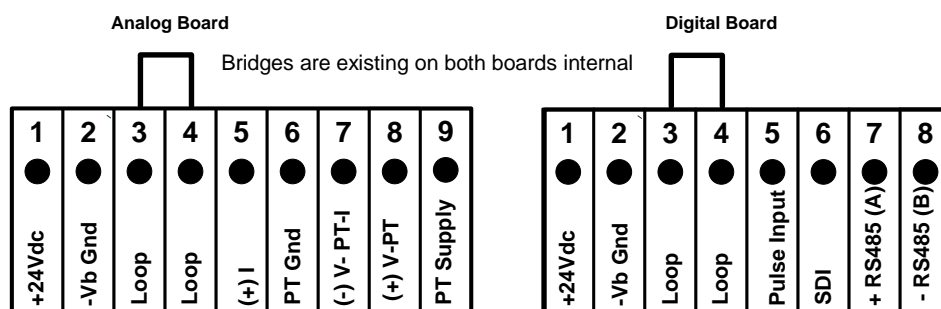 Analog Board
Digital Board
Bridges are existing on both boards internal
1 2 3 4 5 6 7 8 9
+24Vdc
-Vb Gnd
Loop
Loop
(+) I
PT Gnd
(-) V- PT-I
(+) V-PT
PT Supply
1 2 3 4 5 6 7 8
+24Vdc
-Vb Gnd
Loop
Loop
Pulse Input
SDI
+ RS485 (A)
- RS485 (B)